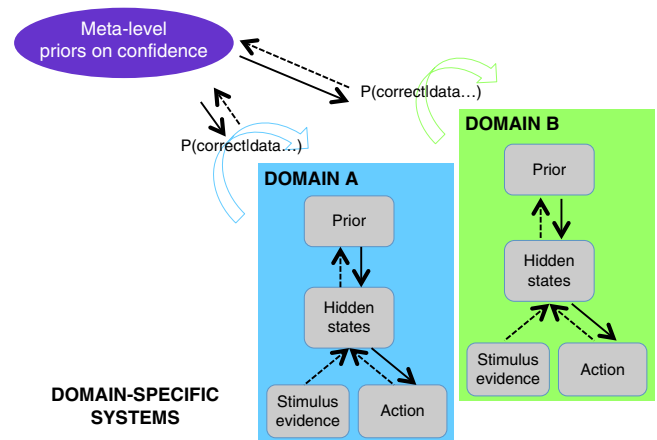 Meta-level
priors on confidence
P(correct|data…)
P(correct|data…)
DOMAIN B
Prior
Hidden
states
Stimulus
evidence
Action
DOMAIN A
Prior
Hidden
states
Stimulus
evidence
Action
DOMAIN-SPECIFIC
SYSTEMS